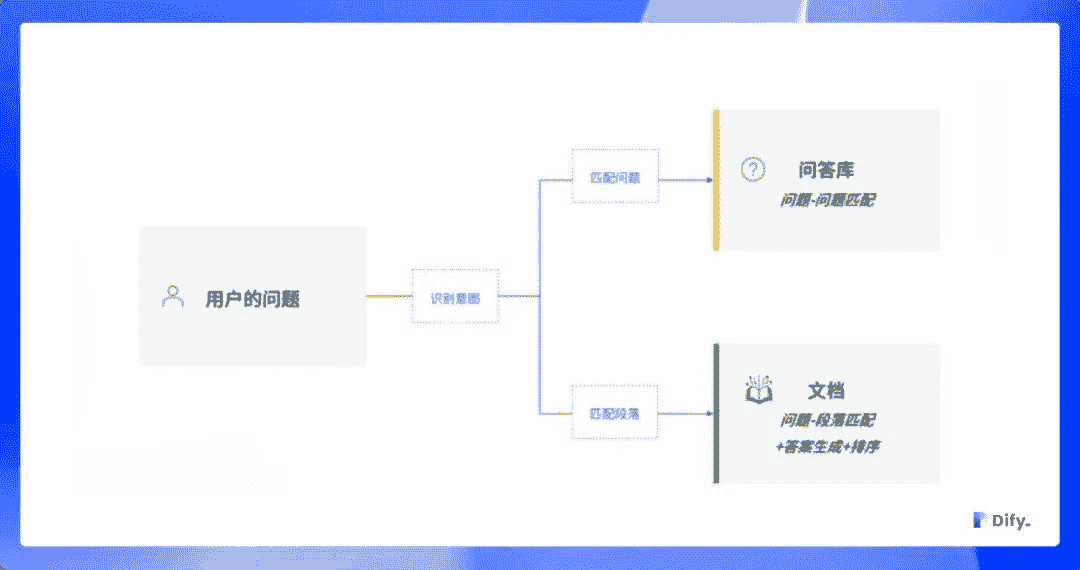 匹配问题
问答库
问题-问题匹配
用户的问题
识别意图
匹配段落
文档
问题-段落匹配
+答案生成+排序
Dify.